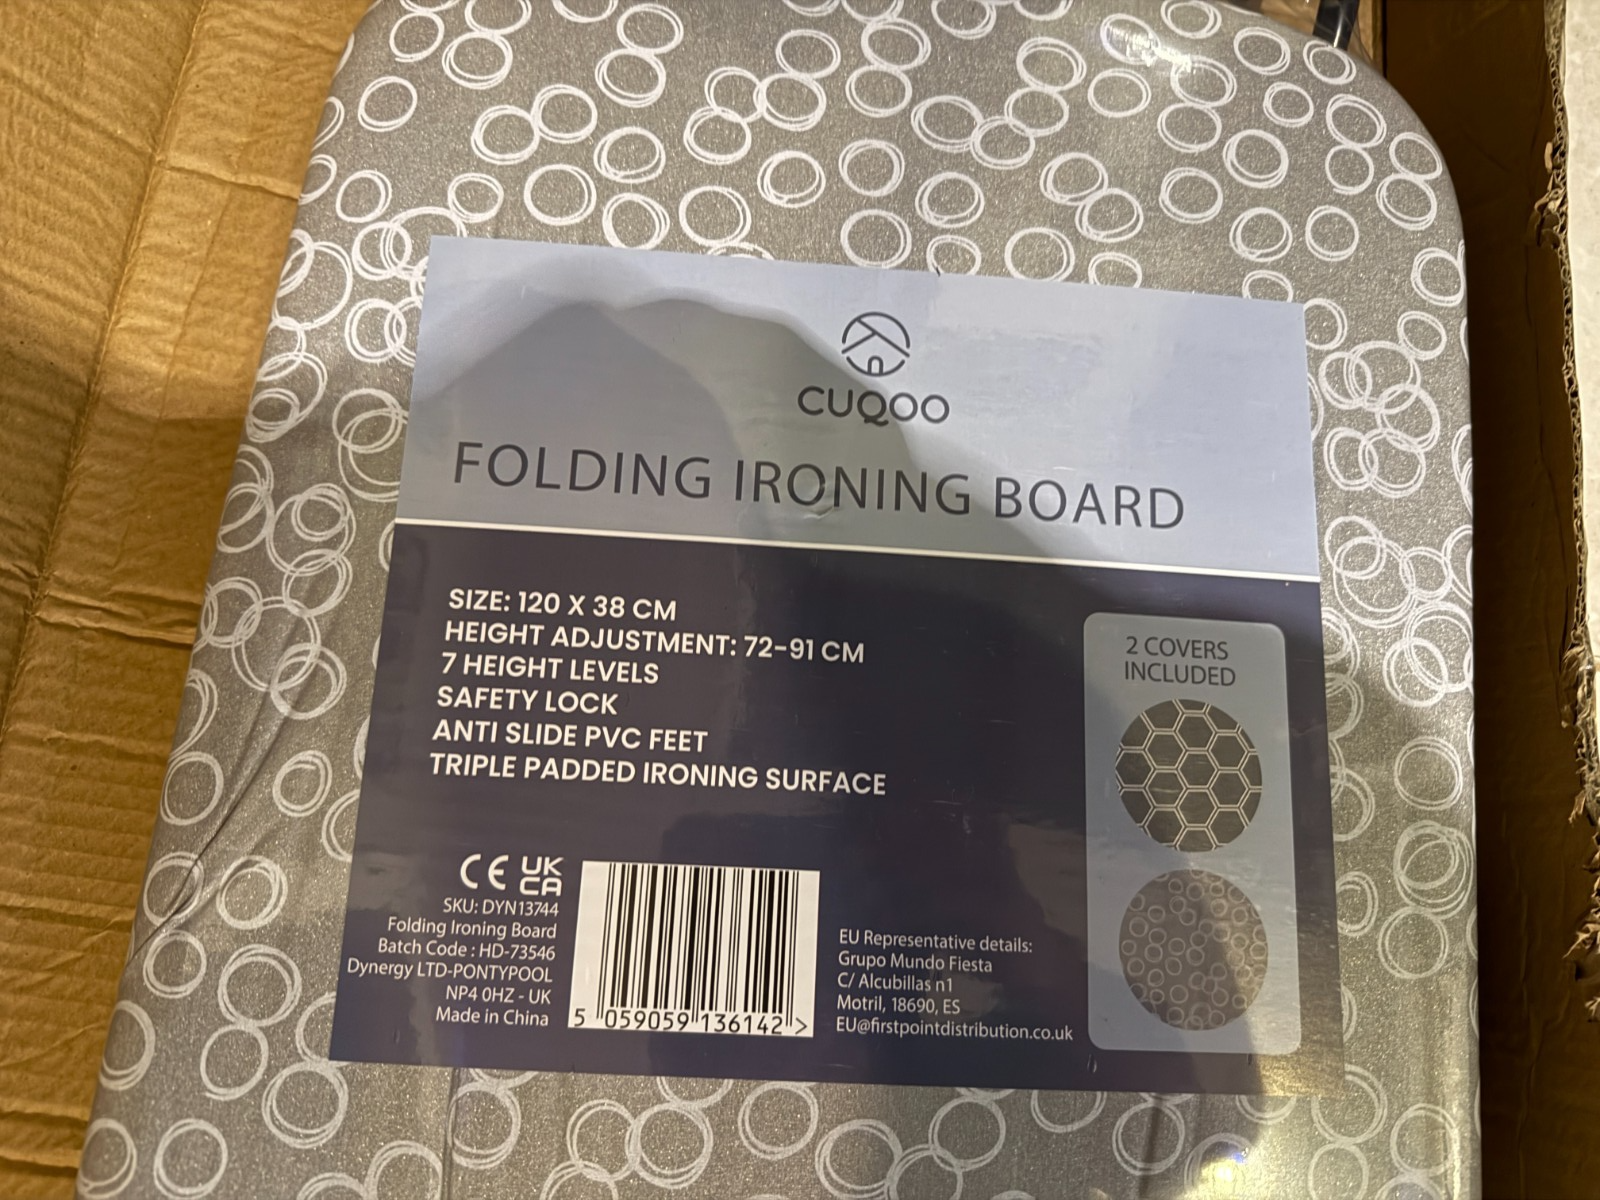 CUQOO
FOLDING IRONING BOARD
SIZE: 120 X 38 CM
HEIGHT ADJUSTMENT: 72-91 CM
7 HEIGHT LEVELS
SAFETY LOCK
ANTI SLIDE PVC FEET
TRIPLE PADDED IRONING SURFACE
2 COVERS
INCLUDED
CE UK
CA
SKU: DYN13744
Folding Ironing Board
Batch Code : HD-73546
Dynergy LTD-PONTYPOOL
NP4 0HZ - UK
Made in China
5 059059 136142 >
EU Representative details:
Grupo Mundo Fiesta
C/ Alcubillas n1
Motril, 18690, ES
EU@firstpointdistribution.co.uk